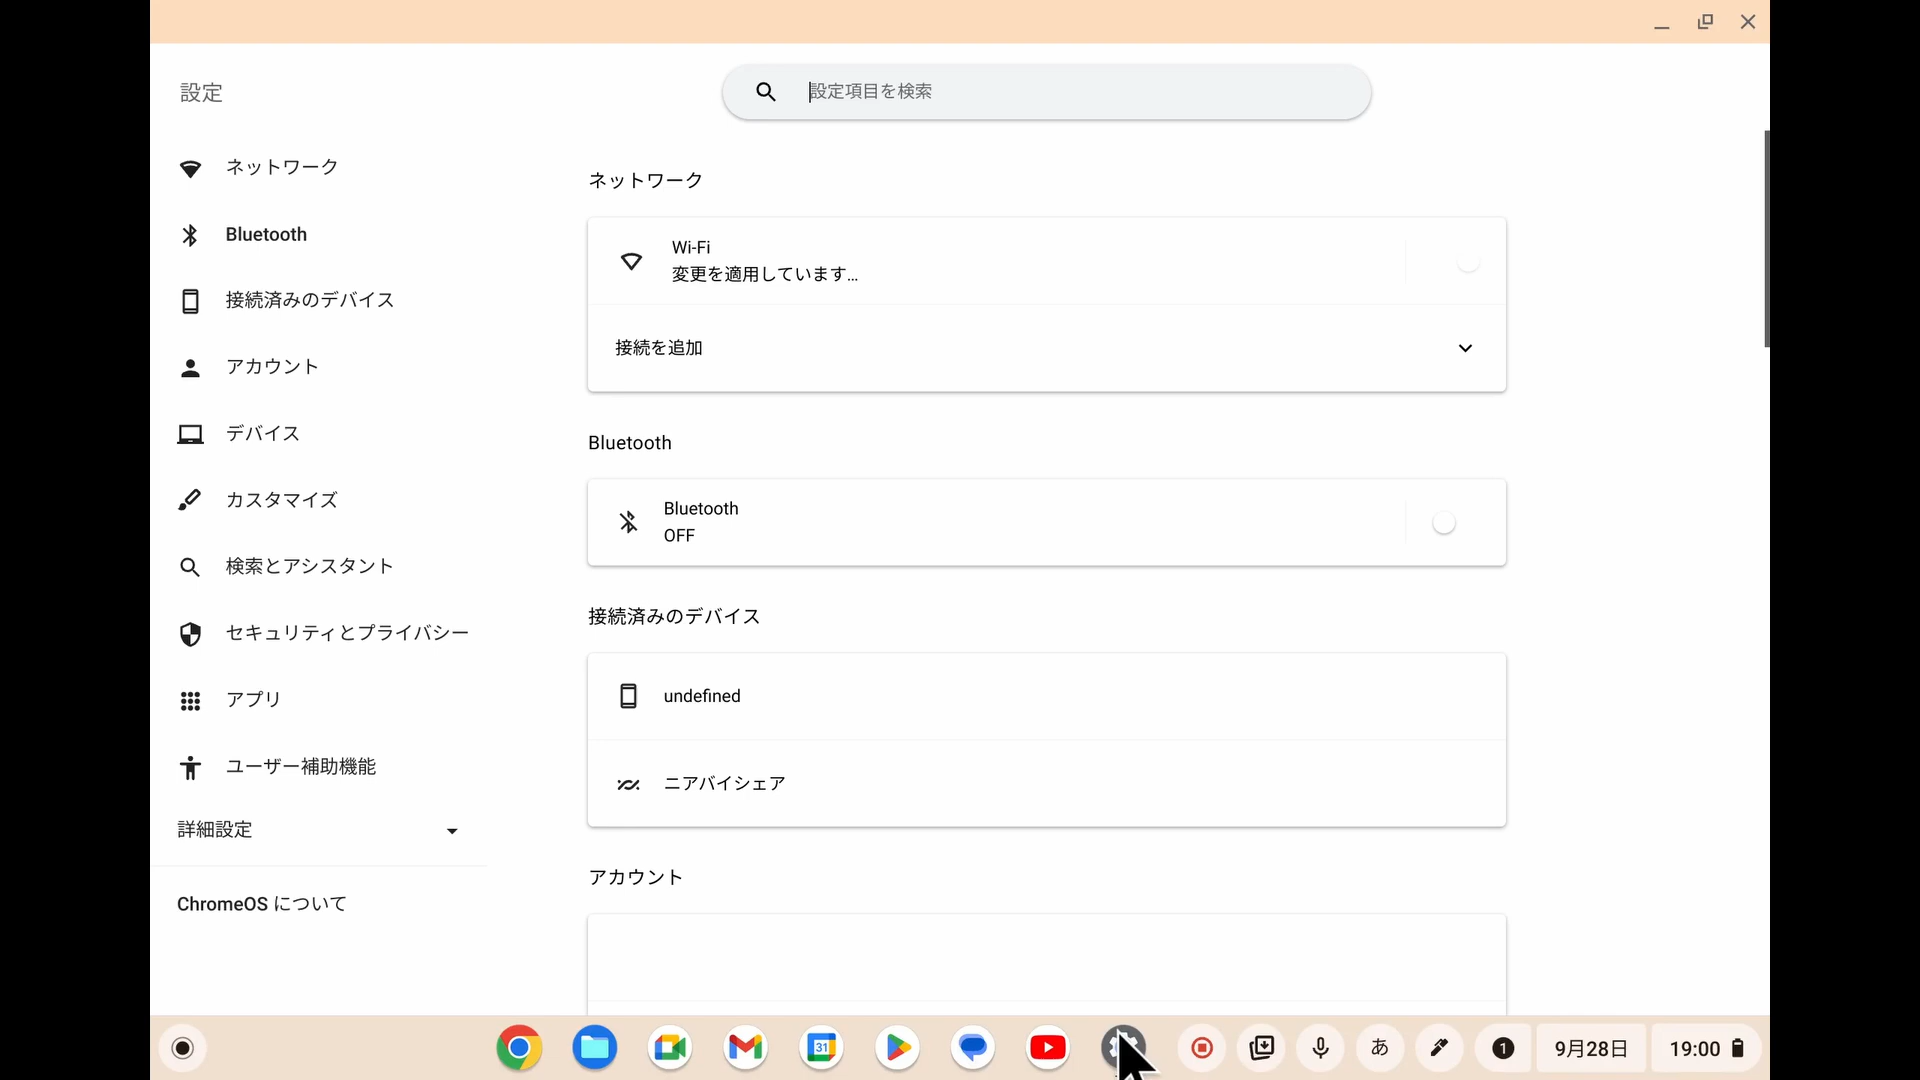 設定
設定項目を検索
ネットワーク
Bluetooth
接続済みのデバイス
アカウント
デバイス
カスタマイズ
検索とアシスタント
セキュリティとプライバシー
アプリ
ユーザー補助機能
詳細設定
ChromeOS について
ネットワーク
Wi-Fi
変更を適用しています...
接続を追加
Bluetooth
Bluetooth
OFF
接続済みのデバイス
undefined
ニアバイシェア
アカウント
31
あ
1
9月28日
19:00